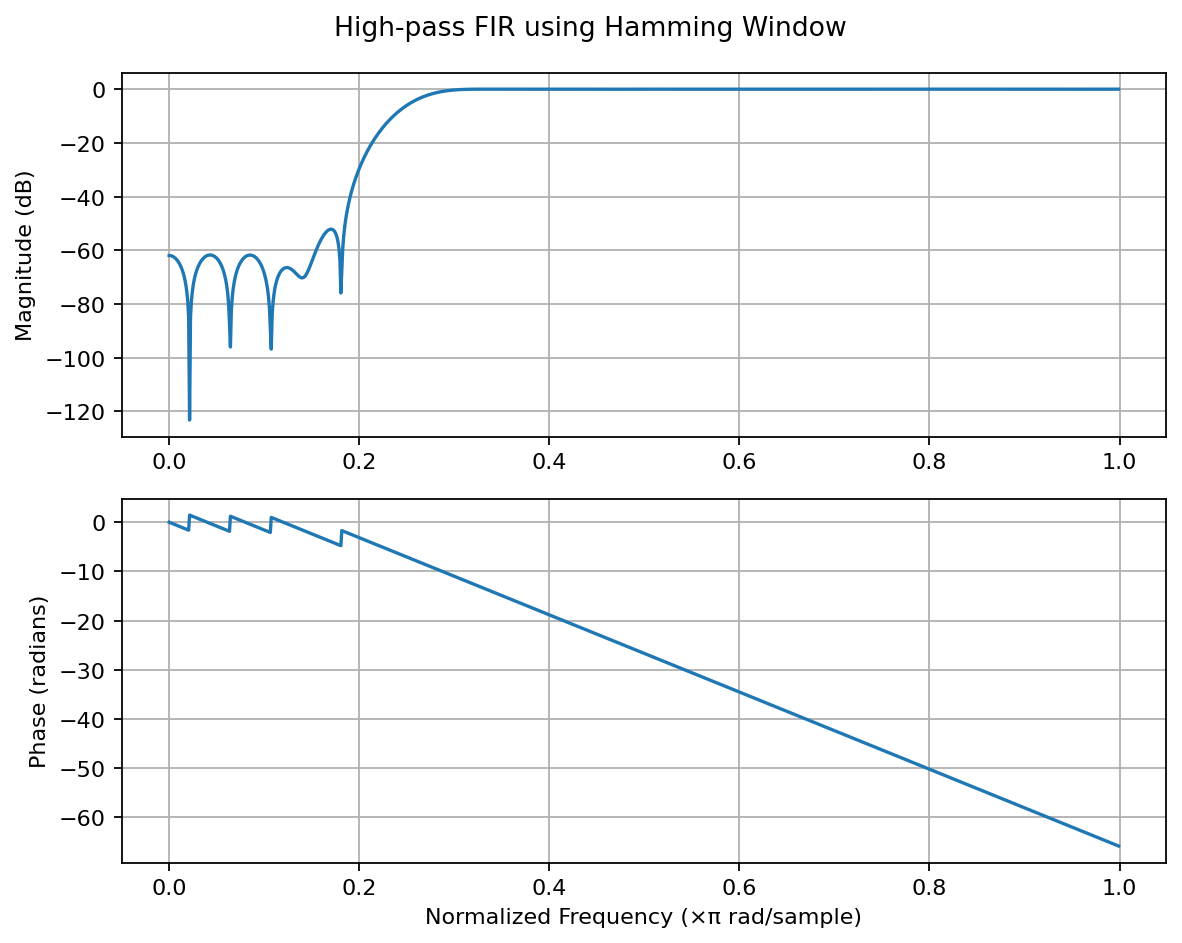 High-pass FIR using Hamming Window
Magnitude (dB)
0
−20
−40
−60
−80
−100
−120
0.0 0.2 0.4 0.6 0.8 1.0
Phase (radians)
0
−10
−20
−30
−40
−50
−60
0.0 0.2 0.4 0.6 0.8 1.0
Normalized Frequency (×π rad/sample)